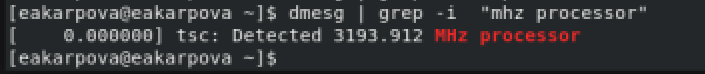 [eakarpova@eakarpova ~]$ dmesg | grep -i  "mhz processor"
[    0.000000] tsc: Detected 3193.912 MHz processor
[eakarpova@eakarpova ~]$